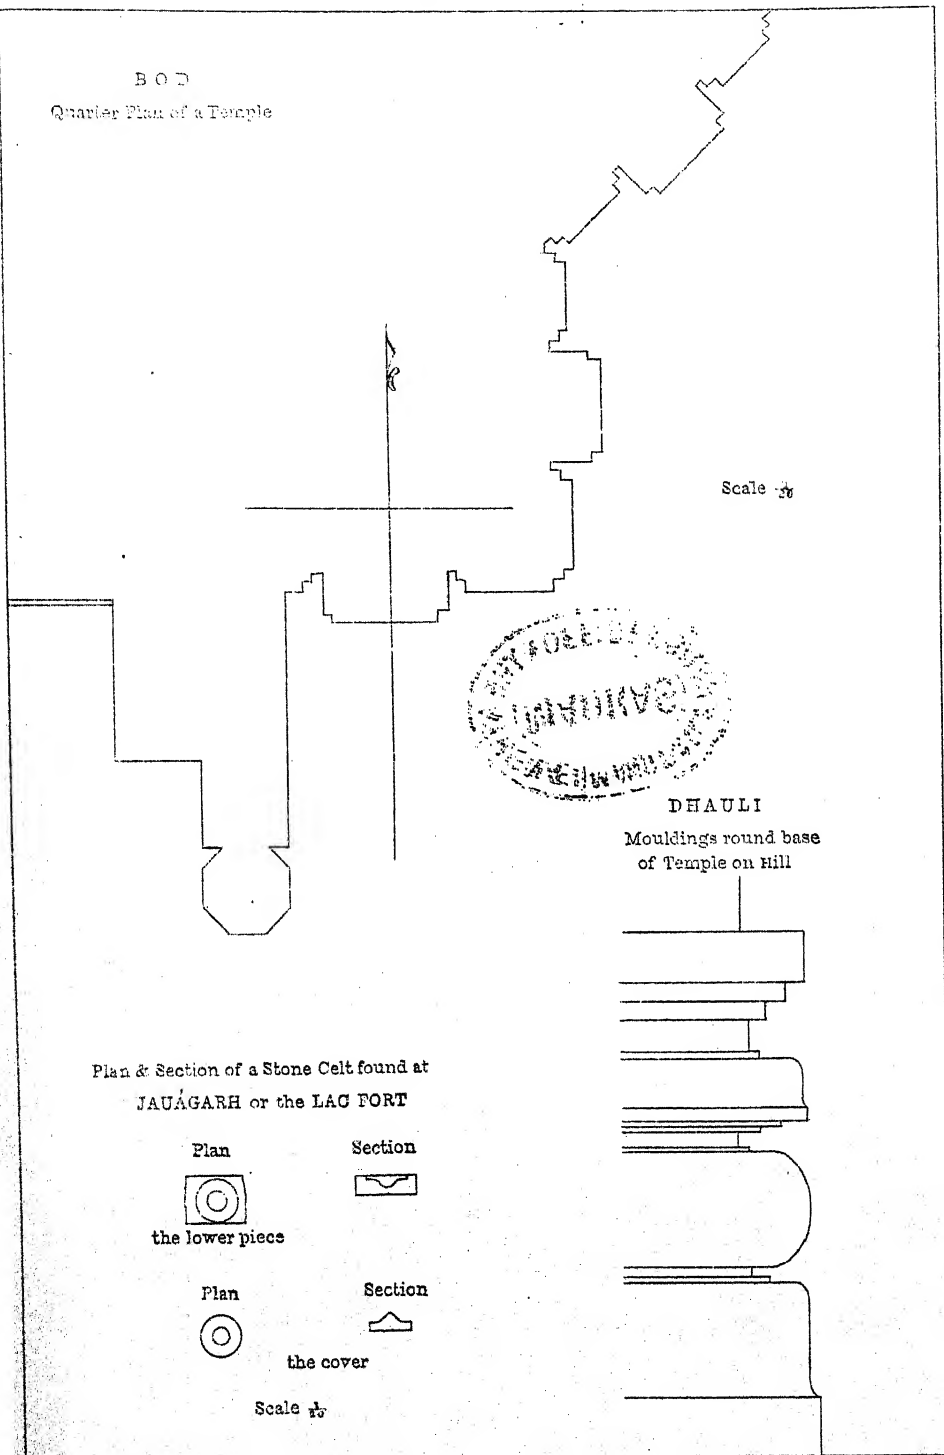 BOD
Quarter Plan of a Temple
Scale
DHAULI
Mouldings round base
of Temple on Hill
Plan & Section of a Stone Celt found at
JAUÁGARH or the LAC FORT
Plan
Section
the lower piece
Plan
Section
the cover
Scale